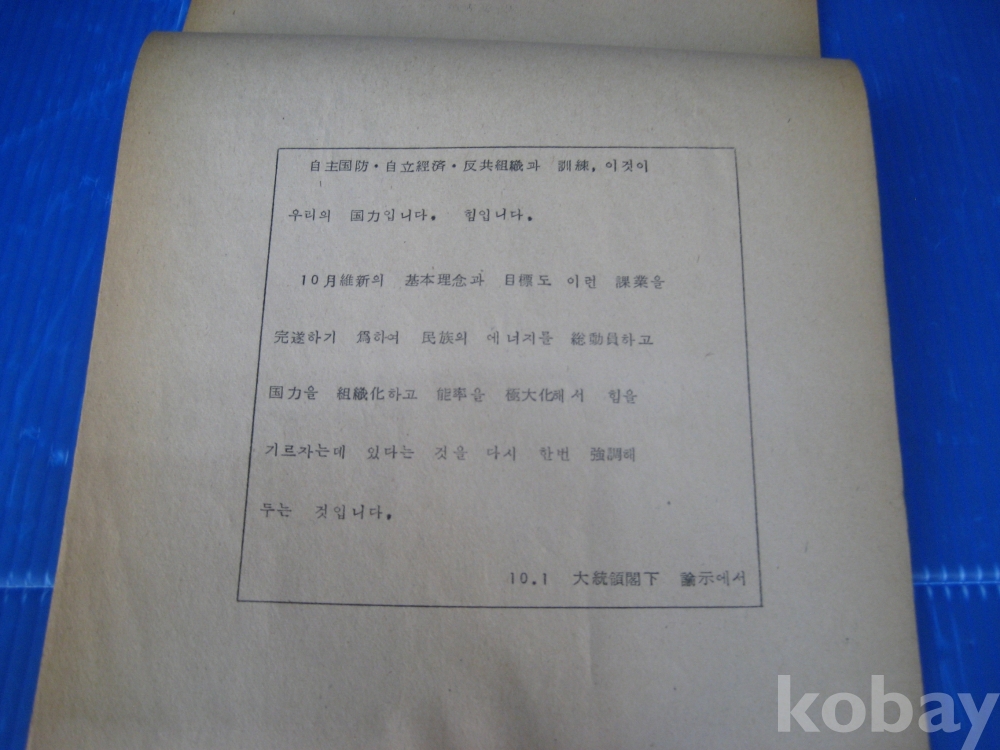 自主国防・自立經済・反共組織과 訓練, 이것이
우리의 国力입니다. 힘입니다.
10月維新의 基本理念과 目標도 이런 課業을
完遂하기 爲하여 民族의 에너지를 総動員하고
国力을 組織化하고 能率을 極大化해서 힘을
기르자는데 있다는 것을 다시 한번 強調해
두는 것입니다.
10.1 大統領閣下 諭示에서
kobay